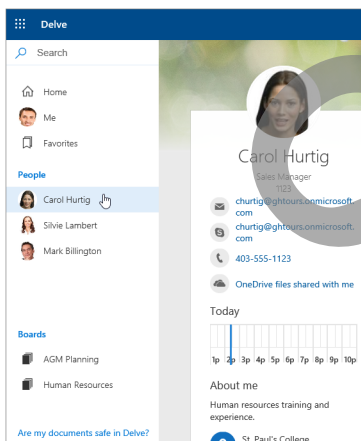 Delve
Search
Home
Me
Favorites
People
Carol Hurtig
Silvie Lambert
Mark Billington
Boards
AGM Planning
Human Resources
Are my documents safe in Delve?
Carol Hurtig
Sales Manager
1123
churtig@ghtours.onmicrosoft.
com
churtig@ghtours.onmicrosoft.
com
403-555-1123
OneDrive files shared with me
Today
1p 2p 3p 4p 5p 6p 7p 8p 9p 10p
About me
Human resources training and
experience.
St. Paul's College